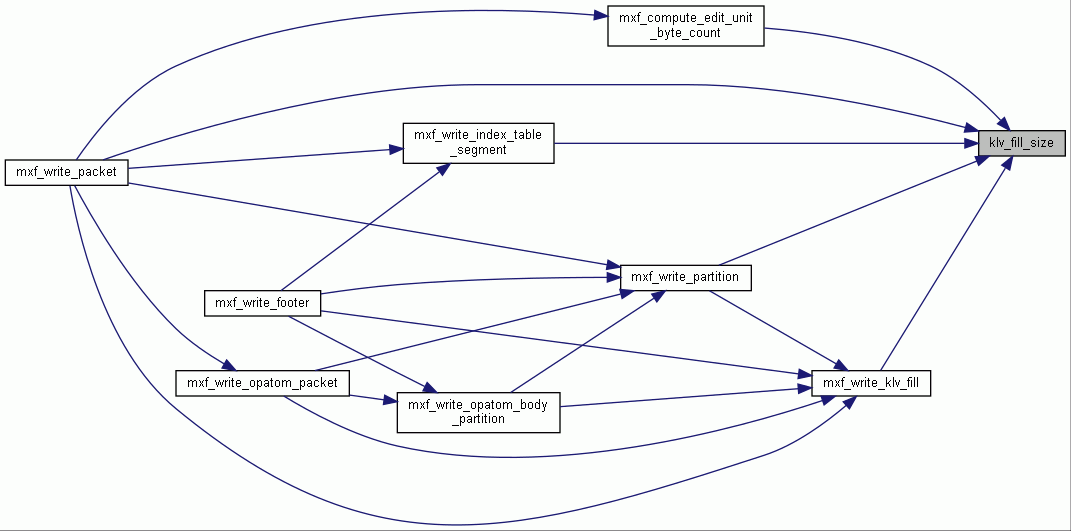 mxf_compute_edit_unit
_byte_count
klv_fill_size
mxf_write_index_table
_segment
mxf_write_packet
mxf_write_partition
mxf_write_footer
mxf_write_opatom_packet
mxf_write_klv_fill
mxf_write_opatom_body
_partition